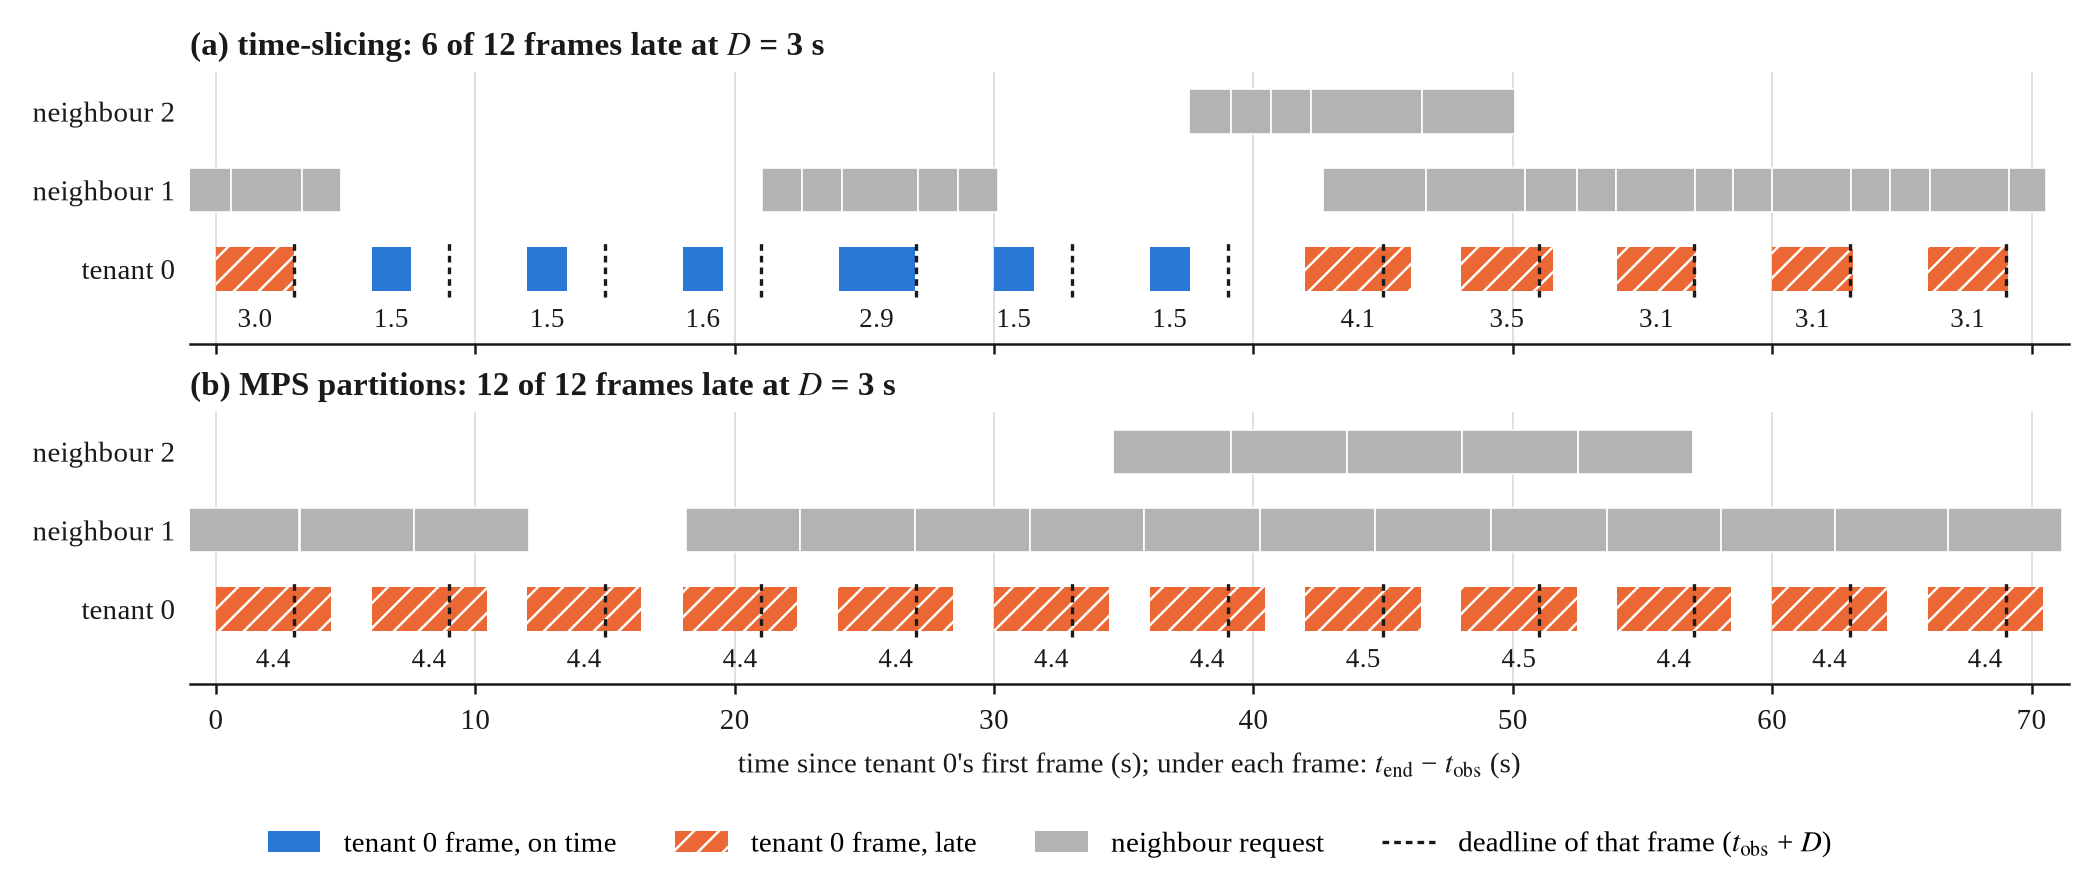 (a) time-slicing: 6 of 12 frames late at D = 3 s
neighbour 2
neighbour 1
tenant 0
3.0 1.5 1.5 1.6 2.9 1.5 1.5 4.1 3.5 3.1 3.1 3.1
(b) MPS partitions: 12 of 12 frames late at D = 3 s
neighbour 2
neighbour 1
tenant 0
4.4 4.4 4.4 4.4 4.4 4.4 4.4 4.5 4.5 4.4 4.4 4.4
0 10 20 30 40 50 60 70
time since tenant 0's first frame (s); under each frame: t_end − t_obs (s)
tenant 0 frame, on time tenant 0 frame, late neighbour request deadline of that frame (t_obs + D)